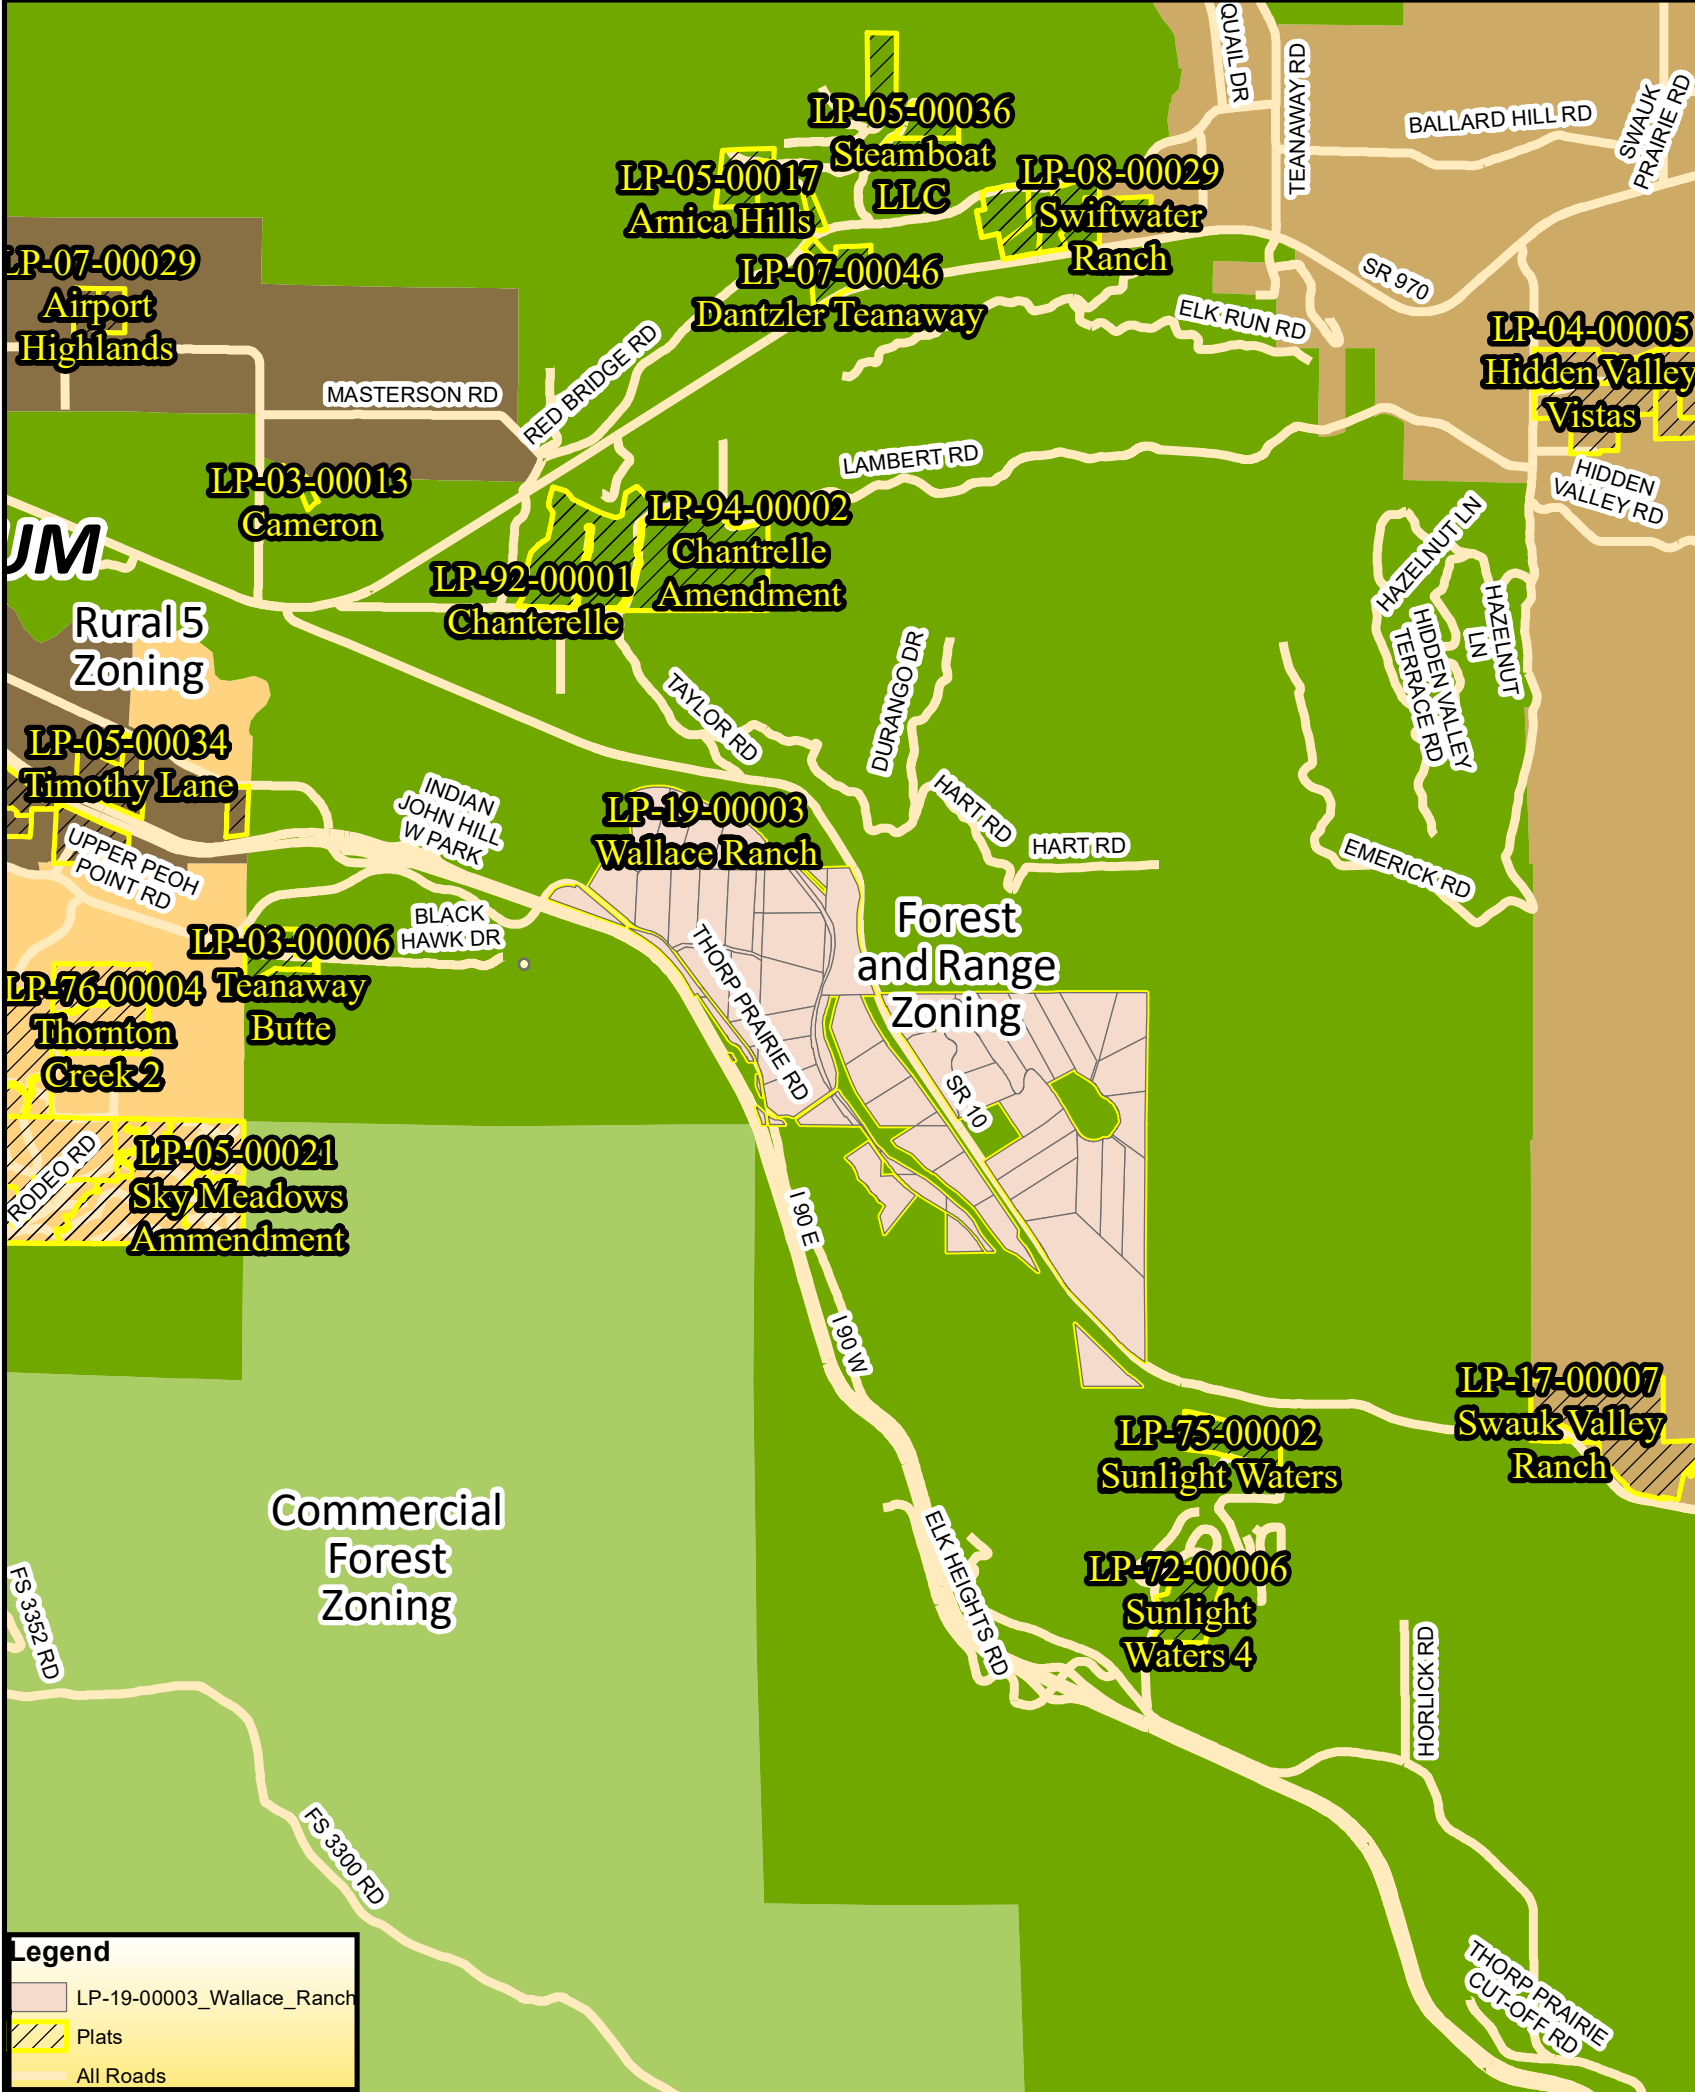 QUAIL DR
TEANAWAY RD
BALLARD HILL RD
SWAUK
PRAIRIE RD
LP-05-00036
Steamboat
LLC
LP-05-00017
Arnica Hills
LP-08-00029
Swiftwater
Ranch
LP-07-00046
Dantzler Teanaway
SR 970
ELK RUN RD
LP-07-00029
Airport
Highlands
MASTERSON RD
RED BRIDGE RD
LP-04-00005
Hidden Valley
Vistas
LAMBERT RD
HIDDEN
VALLEY RD
LP-03-00013
Cameron
UM
LP-94-00002
Chantrelle
Amendment
LP-92-00001
Chanterelle
HAZELNUT LN
HAZELNUT
LN
HIDDEN VALLEY
TERRACE RD
Rural 5
Zoning
TAYLOR RD
DURANGO DR
LP-05-00034
Timothy Lane
INDIAN
JOHN HILL
W PARK
HART RD
HART RD
EMERICK RD
LP-19-00003
Wallace Ranch
UPPER PEOH
POINT RD
BLACK
HAWK DR
Forest
and Range
Zoning
LP-03-00006
Teanaway
Butte
LP-76-00004
Thornton
Creek 2
THORP PRAIRIE RD
SR 10
RODEO RD
LP-05-00021
Sky Meadows
Ammendment
I 90 E
I 90 W
LP-17-00007
Swauk Valley
Ranch
LP-75-00002
Sunlight Waters
Commercial
Forest
Zoning
ELK HEIGHTS RD
LP-72-00006
Sunlight
Waters 4
FS 3352 RD
HORLICK RD
FS 3300 RD
THORP PRAIRIE
CUT-OFF RD
Legend
LP-19-00003_Wallace_Ranch
Plats
All Roads